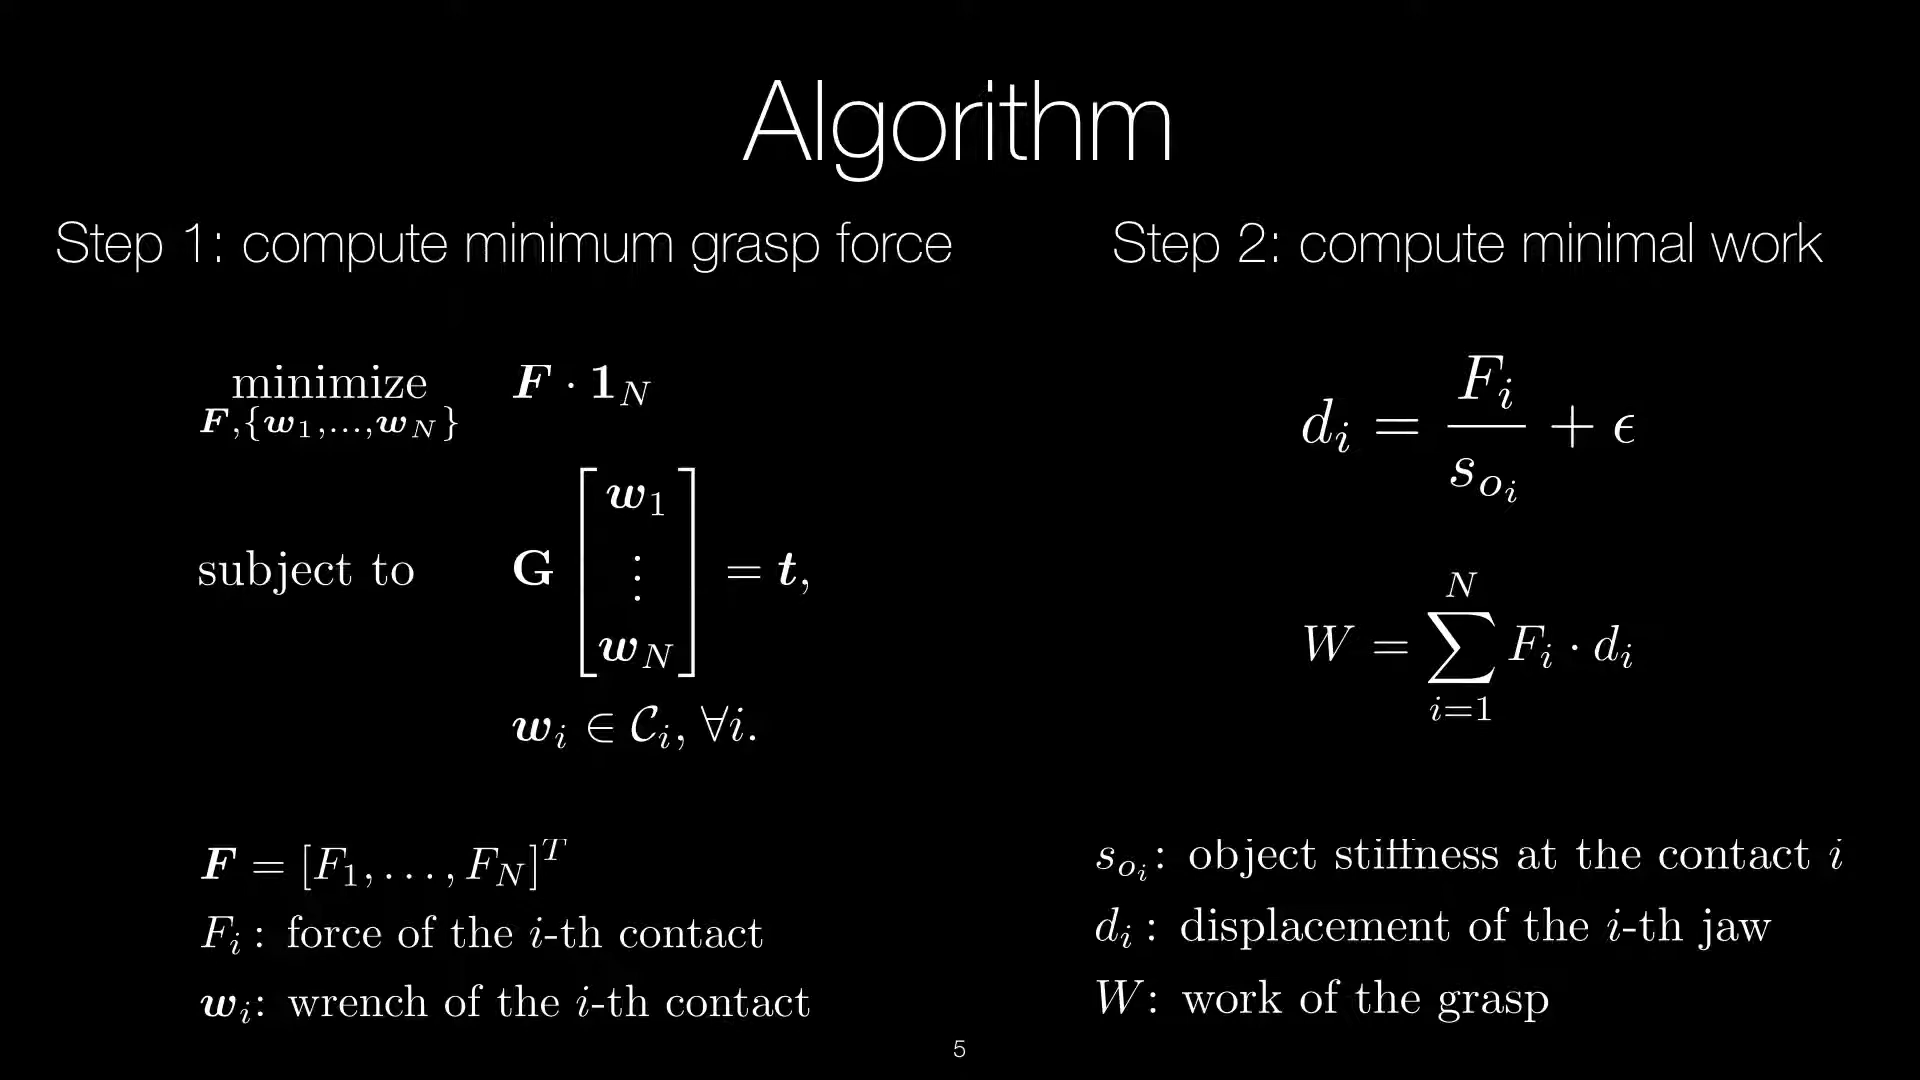 Algorithm
Step 1: compute minimum grasp force
minimize F · 1_N
F,{w_1,...,w_N}
subject to G [w_1 ⋮ w_N] = t,
w_i ∈ C_i, ∀i.
F = [F_1, . . . , F_N]^T
F_i : force of the i-th contact
w_i: wrench of the i-th contact
Step 2: compute minimal work
d_i = F_i / s_{o_i} + ϵ
W = ∑_{i=1}^{N} F_i · d_i
s_{o_i}: object stiffness at the contact i
d_i : displacement of the i-th jaw
W: work of the grasp
5